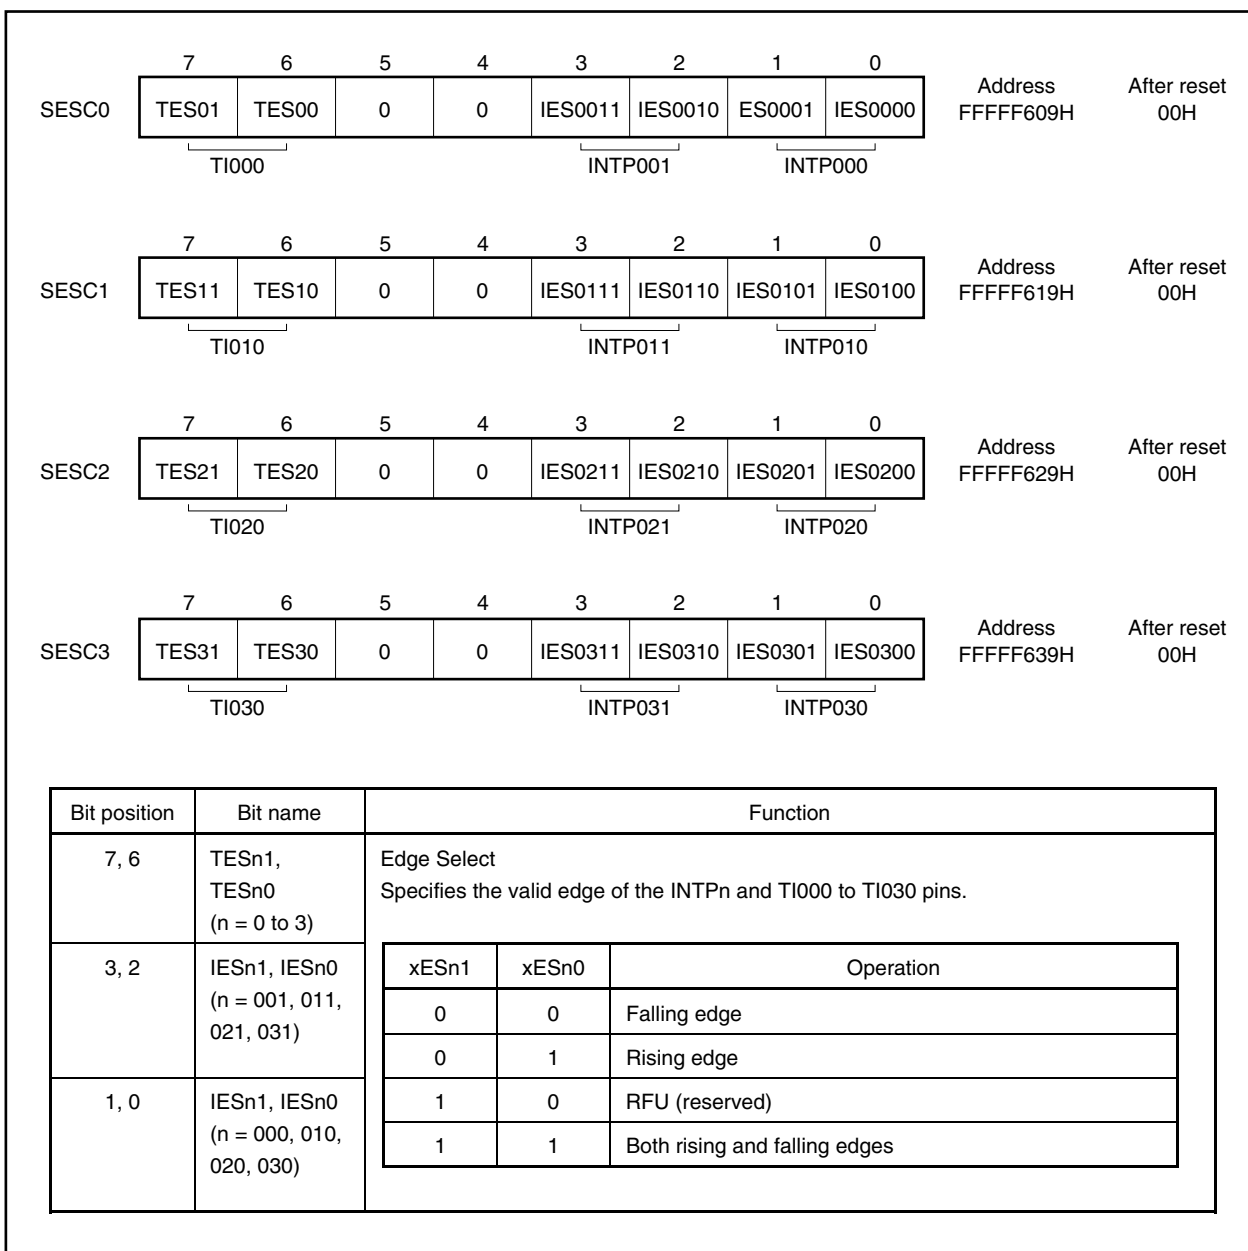 7 6 5 4 3 2 1 0
SESC0 TES01 TES00 0 0 IES0011 IES0010 ES0001 IES0000 Address FFFFF609H After reset 00H
TI000 INTP001 INTP000
7 6 5 4 3 2 1 0
SESC1 TES11 TES10 0 0 IES0111 IES0110 IES0101 IES0100 Address FFFFF619H After reset 00H
TI010 INTP011 INTP010
7 6 5 4 3 2 1 0
SESC2 TES21 TES20 0 0 IES0211 IES0210 IES0201 IES0200 Address FFFFF629H After reset 00H
TI020 INTP021 INTP020
7 6 5 4 3 2 1 0
SESC3 TES31 TES30 0 0 IES0311 IES0310 IES0301 IES0300 Address FFFFF639H After reset 00H
TI030 INTP031 INTP030
Bit position Bit name Function
7, 6 TESn1,
TESn0
(n = 0 to 3)
Edge Select
Specifies the valid edge of the INTPn and TI000 to TI030 pins.
3, 2 IESn1, IESn0
(n = 001, 011,
021, 031)
1, 0 IESn1, IESn0
(n = 000, 010,
020, 030)
xESn1 xESn0 Operation
0 0 Falling edge
0 1 Rising edge
1 0 RFU (reserved)
1 1 Both rising and falling edges